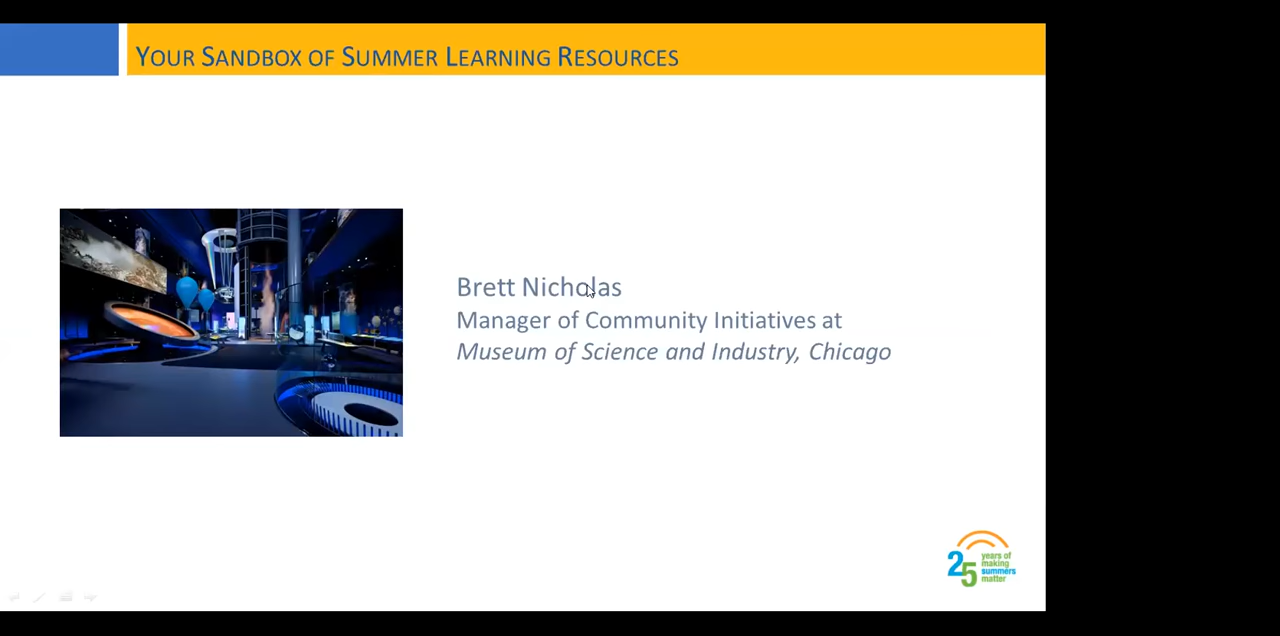 YOUR SANDBOX OF SUMMER LEARNING RESOURCES
Brett Nicholas
Manager of Community Initiatives at
Museum of Science and Industry, Chicago
25
years of
making
summers
matter